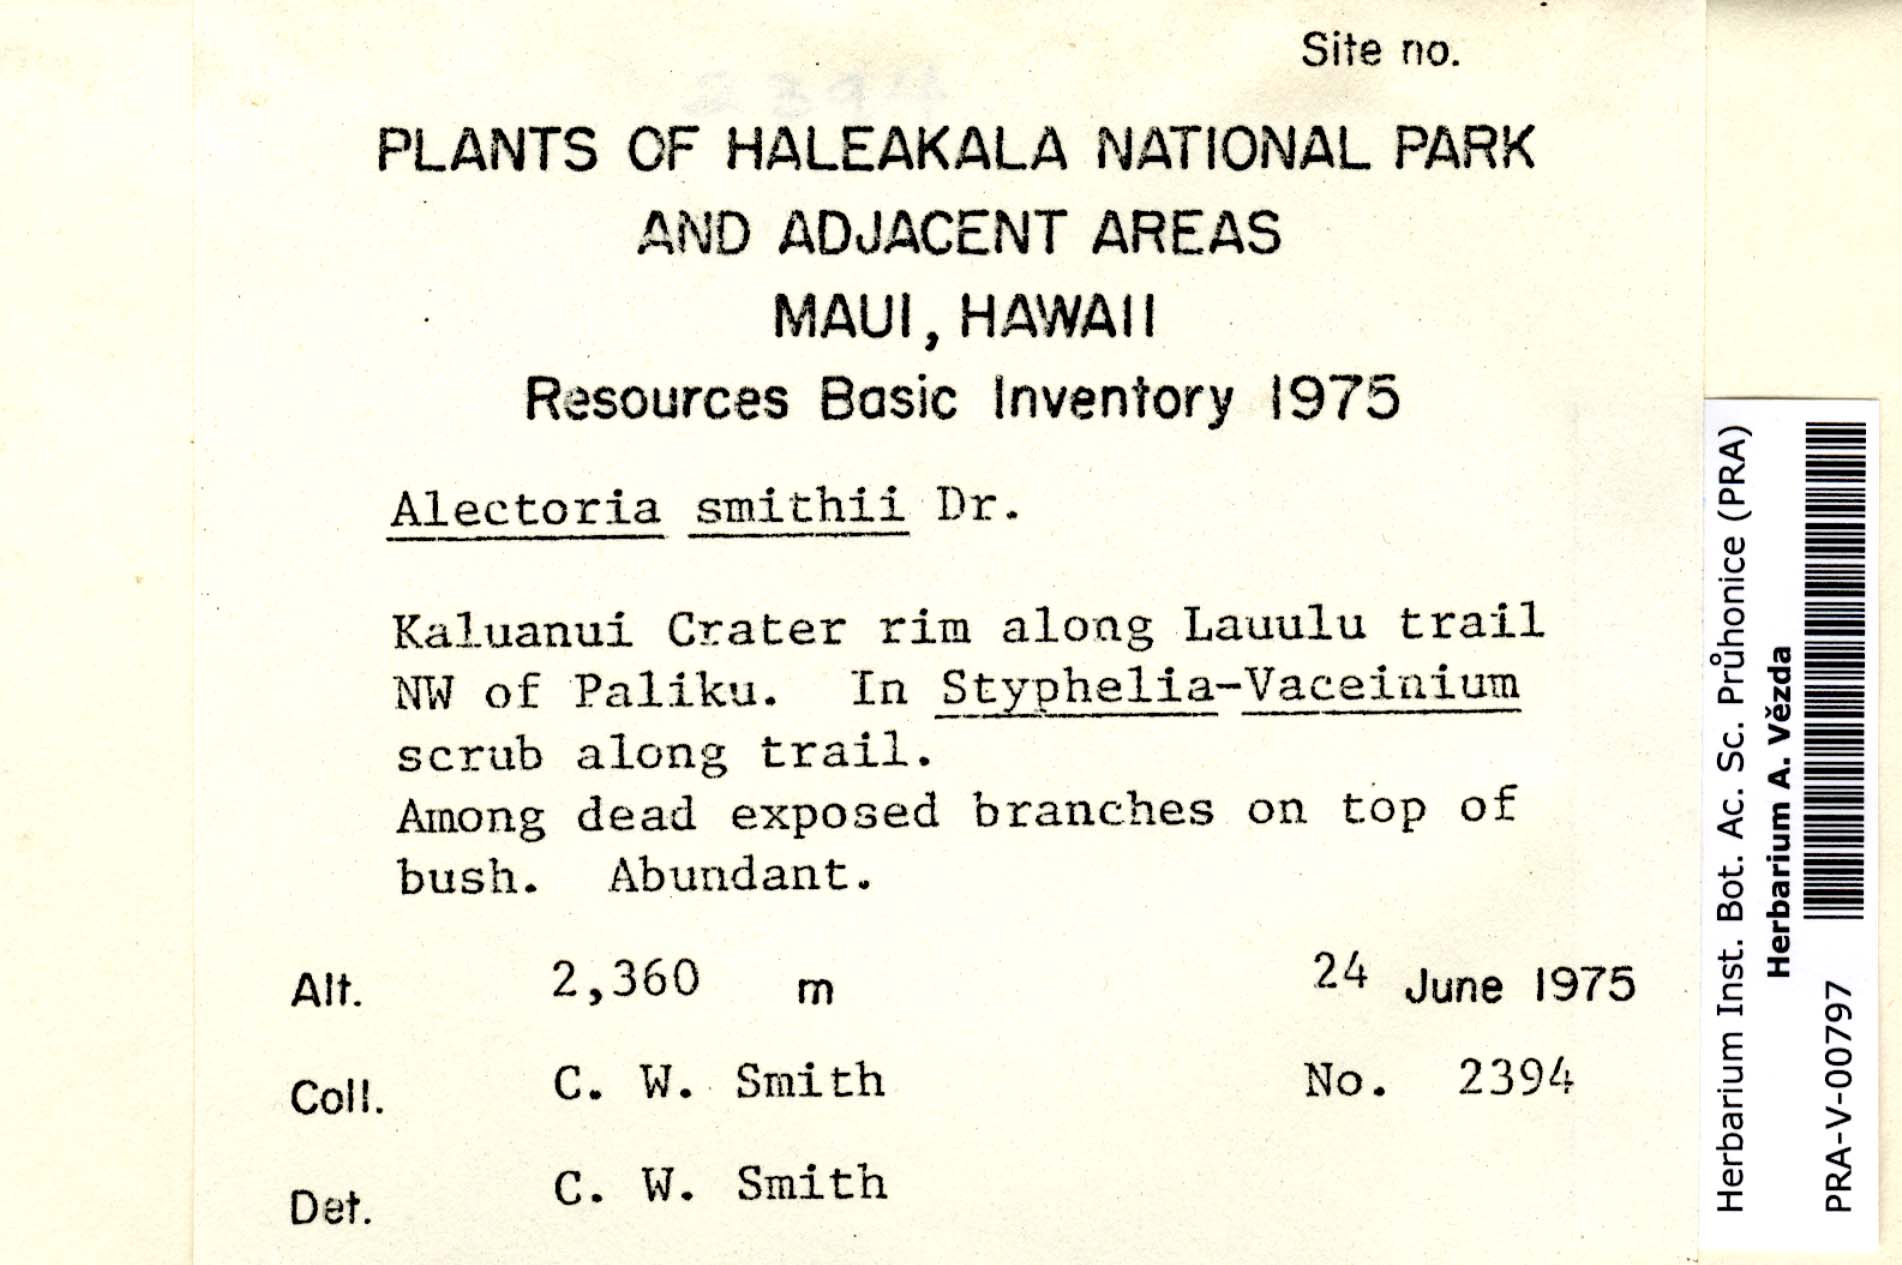 Site no.
PLANTS OF HALEAKALA NATIONAL PARK
AND ADJACENT AREAS
MAUI, HAWAII
Resources Basic Inventory 1975
Alectoria smithii Dr.
Kaluanui Crater rim along Lauulu trail
NW of Paliku. In Styphelia-Vaceinium
scrub along trail.
Among dead exposed branches on top of
bush. Abundant.
Alt. 2,360 m 24 June 1975
Coll. C. W. Smith No. 2394
Det. C. W. Smith
Herbarium Inst. Bot. Ac. Sc. Průhonice (PRA)
Herbarium A. Vězda
PRA-V-00797